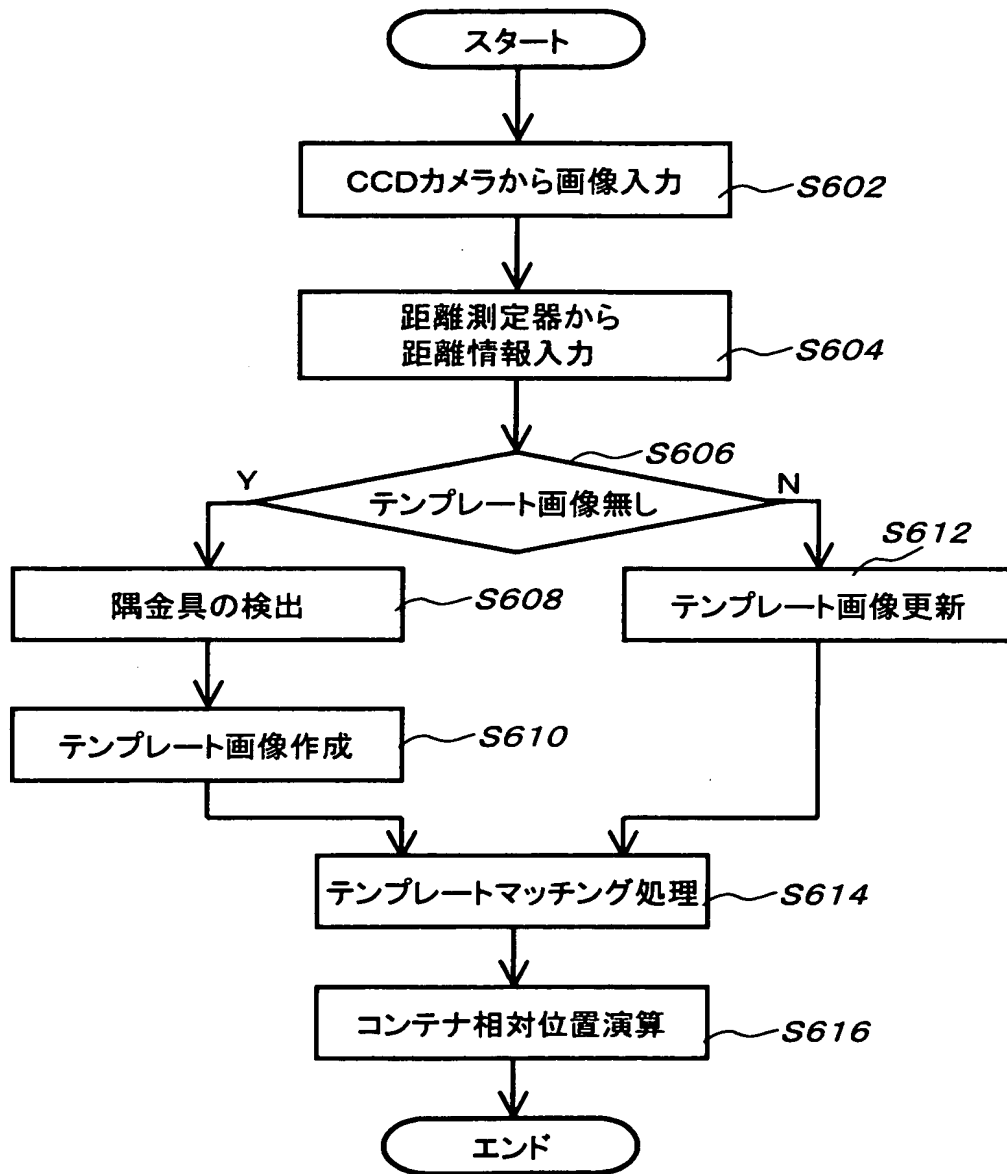 スタート
CCDカメラから画像入力
S602
距離測定器から
距離情報入力
S604
S606
Y
テンプレート画像無し
N
S612
隅金具の検出
S608
テンプレート画像更新
テンプレート画像作成
S610
テンプレートマッチング処理
S614
コンテナ相対位置演算
S616
エンド